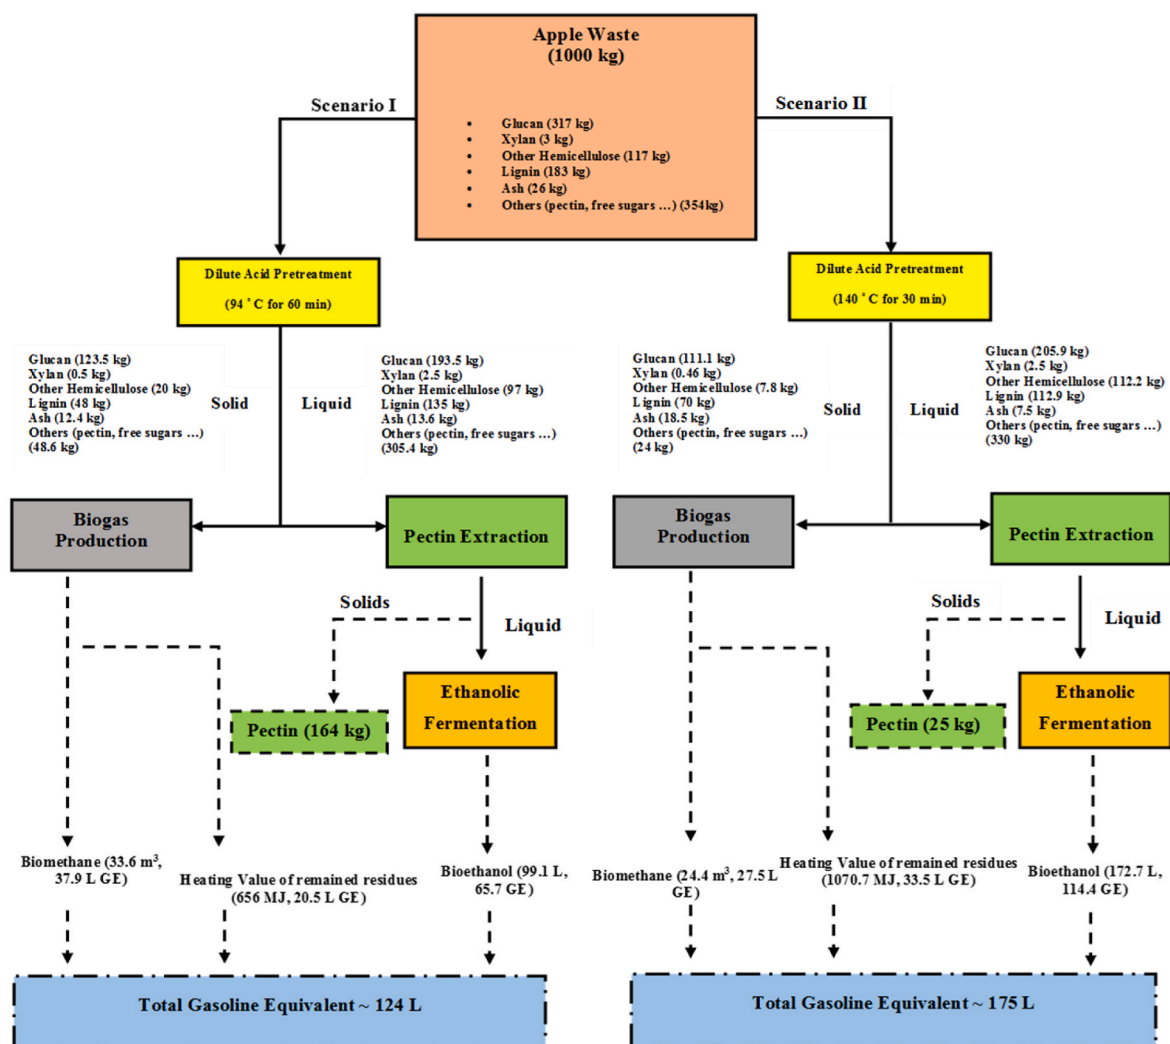 Apple Waste
(1000 kg)
• Glucan (317 kg)
• Xylan (3 kg)
• Other Hemicellulose (117 kg)
• Lignin (183 kg)
• Ash (26 kg)
• Others (pectin, free sugars ...) (354kg)
Scenario I
Scenario II
Dilute Acid Pretreatment
(94 ° C for 60 min)
Dilute Acid Pretreatment
(140 ° C for 30 min)
Glucan (123.5 kg)
Xylan (0.5 kg)
Other Hemicellulose (20 kg)
Lignin (48 kg)
Ash (12.4 kg)
Others (pectin, free sugars ...)
(48.6 kg)
Solid
Liquid
Glucan (193.5 kg)
Xylan (2.5 kg)
Other Hemicellulose (97 kg)
Lignin (135 kg)
Ash (13.6 kg)
Others (pectin, free sugars ...)
(305.4 kg)
Glucan (111.1 kg)
Xylan (0.46 kg)
Other Hemicellulose (7.8 kg)
Lignin (70 kg)
Ash (18.5 kg)
Others (pectin, free sugars ...)
(24 kg)
Solid
Liquid
Glucan (205.9 kg)
Xylan (2.5 kg)
Other Hemicellulose (112.2 kg)
Lignin (112.9 kg)
Ash (7.5 kg)
Others (pectin, free sugars ...)
(330 kg)
Biogas
Production
Pectin Extraction
Biogas
Production
Pectin Extraction
Solids
Liquid
Solids
Liquid
Pectin (164 kg)
Ethanolic
Fermentation
Pectin (25 kg)
Ethanolic
Fermentation
Biomethane (33.6 m³,
37.9 L GE)
Heating Value of remained residues
(656 MJ, 20.5 L GE)
Bioethanol (99.1 L,
65.7 GE)
Biomethane (24.4 m³, 27.5 L
GE)
Heating Value of remained residues
(1070.7 MJ, 33.5 L GE)
Bioethanol (172.7 L,
114.4 GE)
Total Gasoline Equivalent ~ 124 L
Total Gasoline Equivalent ~ 175 L